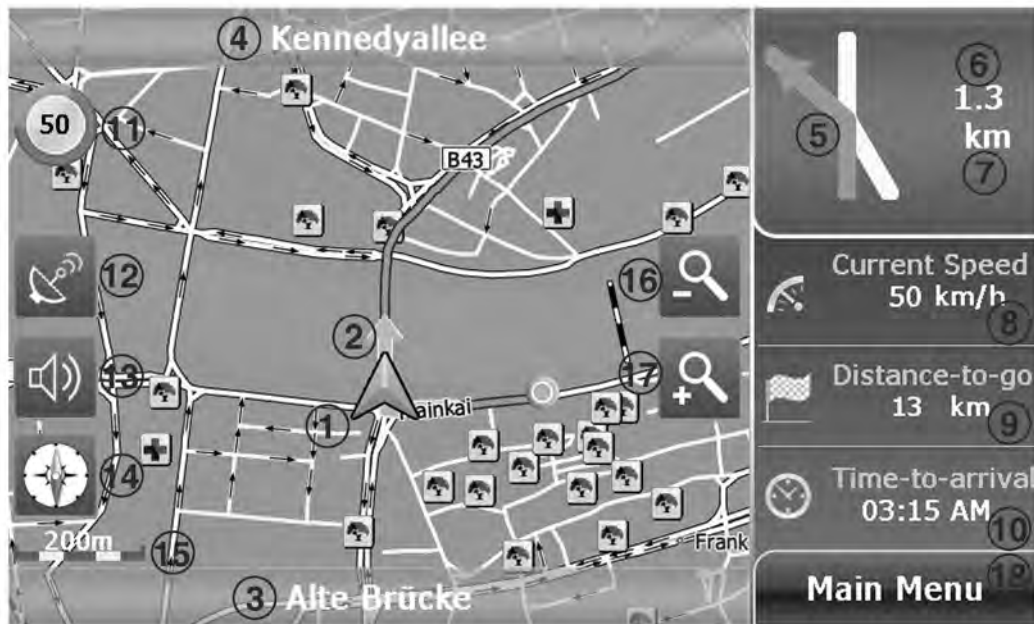 ④ Kennedyallee
50
⑪
B43
⑤
⑥
1.3
km
⑦
⑫
⑯
②
Current Speed
50 km/h
⑧
⑬
⑰
Mainkai
①
Distance-to-go
13 km
⑨
⑭
Time-to-arrival
03:15 AM
⑩
200m
⑮
Frank
③ Alte Brücke
Main Menu
⑱